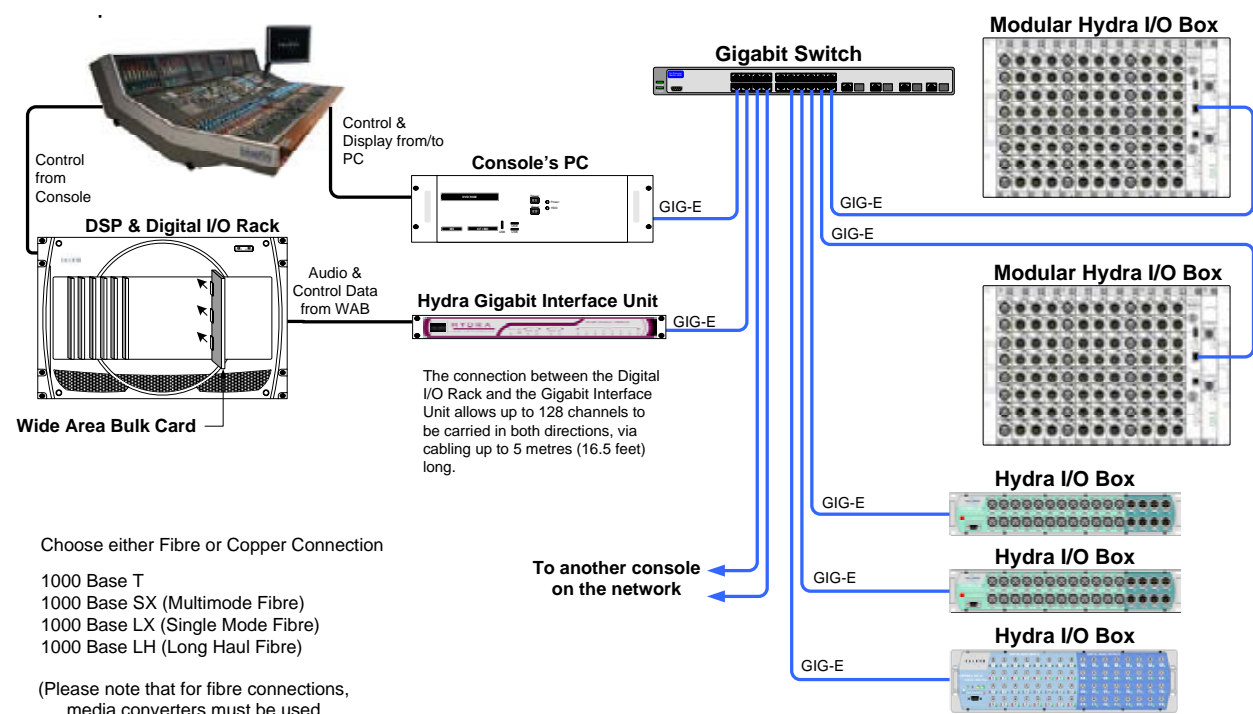 Modular Hydra I/O Box
Gigabit Switch
Control &
Display from/to
PC
Control
from
Console
Console's PC
GIG-E
GIG-E
GIG-E
DSP & Digital I/O Rack
Audio &
Control Data
from WAB
Hydra Gigabit Interface Unit
HYDRA
GIG-E
Modular Hydra I/O Box
The connection between the Digital
I/O Rack and the Gigabit Interface
Unit allows up to 128 channels to
be carried in both directions, via
cabling up to 5 metres (16.5 feet)
long.
Wide Area Bulk Card
Hydra I/O Box
GIG-E
Choose either Fibre or Copper Connection
1000 Base T
1000 Base SX (Multimode Fibre)
1000 Base LX (Single Mode Fibre)
1000 Base LH (Long Haul Fibre)
To another console
on the network
Hydra I/O Box
GIG-E
Hydra I/O Box
GIG-E
(Please note that for fibre connections,
media converters must be used